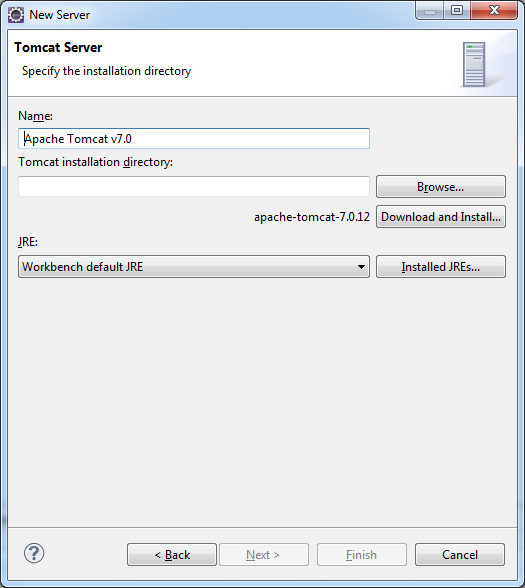 New Server
Tomcat Server
Specify the installation directory
Name:
Apache Tomcat v7.0
Tomcat installation directory:
Browse...
apache-tomcat-7.0.12 Download and Install...
JRE:
Workbench default JRE Installed JREs...
? < Back Next > Finish Cancel